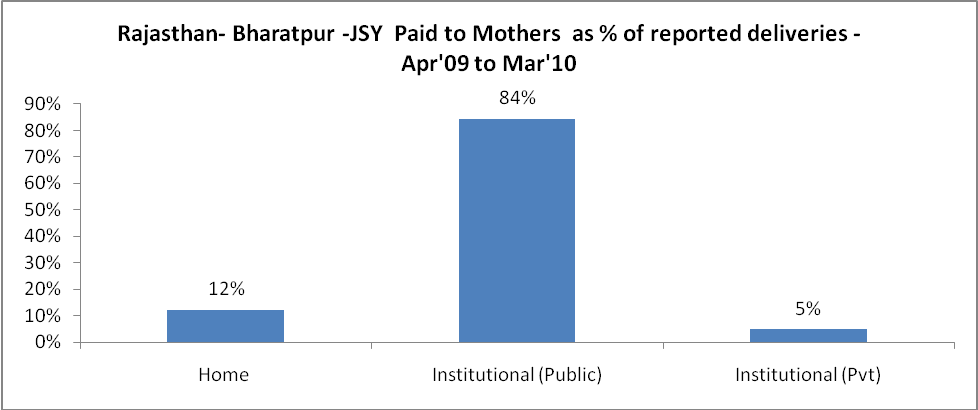 Rajasthan- Bharatpur -JSY  Paid to Mothers  as % of reported deliveries -
Apr'09 to Mar'10
90%
80%
70%
60%
50%
40%
30%
20%
10%
0%
12%
84%
5%
Home
Institutional (Public)
Institutional (Pvt)